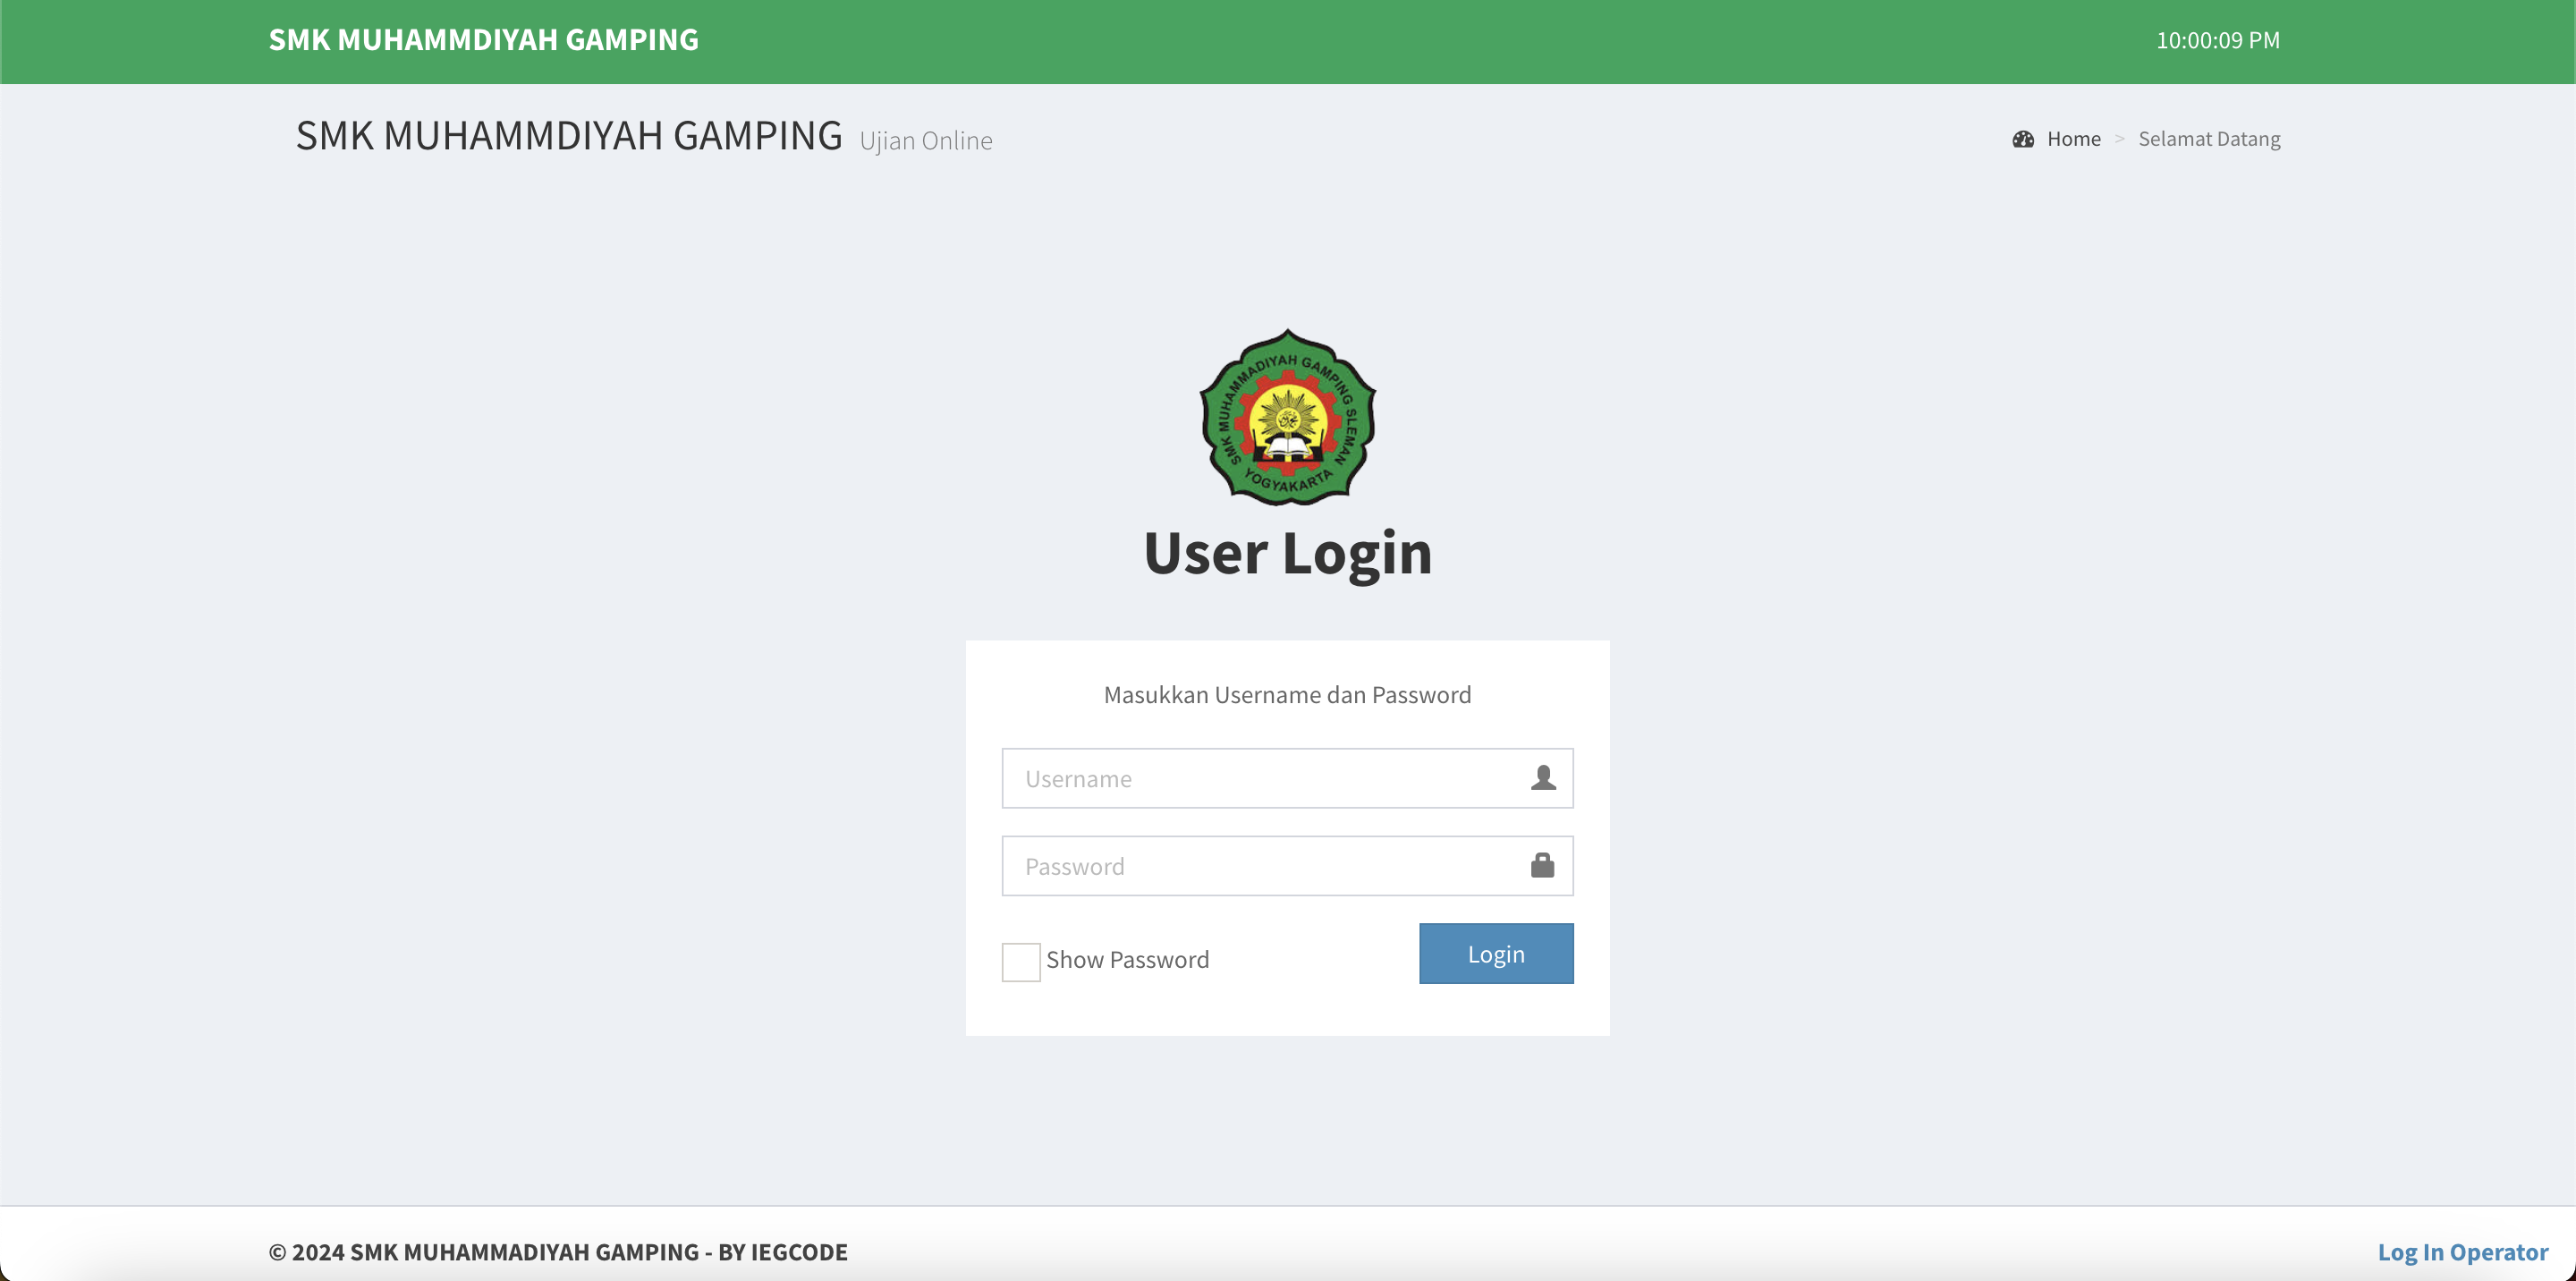 SMK MUHAMMDIYAH GAMPING
10:00:09 PM
SMK MUHAMMDIYAH GAMPING Ujian Online
Home > Selamat Datang
SMK MUHAMMADIYAH GAMPING SLEMAN
YOGYAKARTA
User Login
Masukkan Username dan Password
Username
Password
Show Password
Login
© 2024 SMK MUHAMMADIYAH GAMPING - BY IEGCODE
Log In Operator